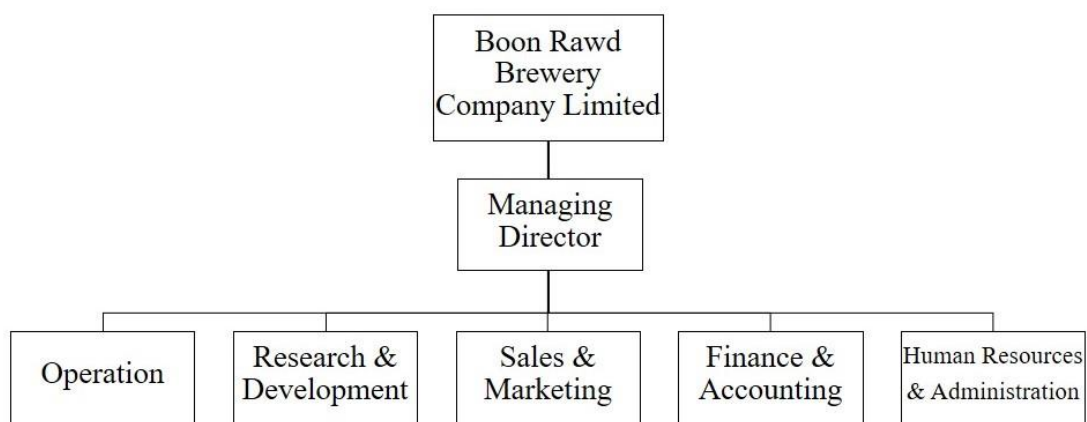 Boon Rawd
Brewery
Company Limited
Managing
Director
Operation
Research &
Development
Sales &
Marketing
Finance &
Accounting
Human Resources
& Administration